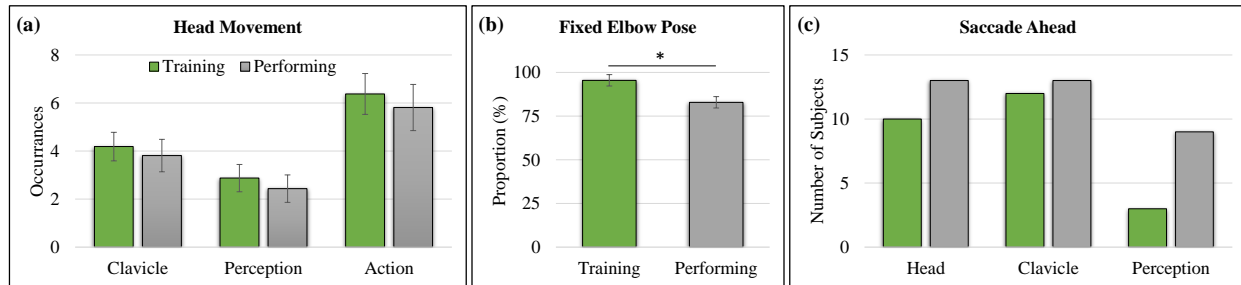 (a)
Head Movement
8
6
4
2
0
Occurrances
Training
Performing
Clavicle
Perception
Action
(b)
Fixed Elbow Pose
*
100
75
50
25
0
Proportion (%)
Training
Performing
(c)
Saccade Ahead
15
10
5
0
Number of Subjects
Head
Clavicle
Perception